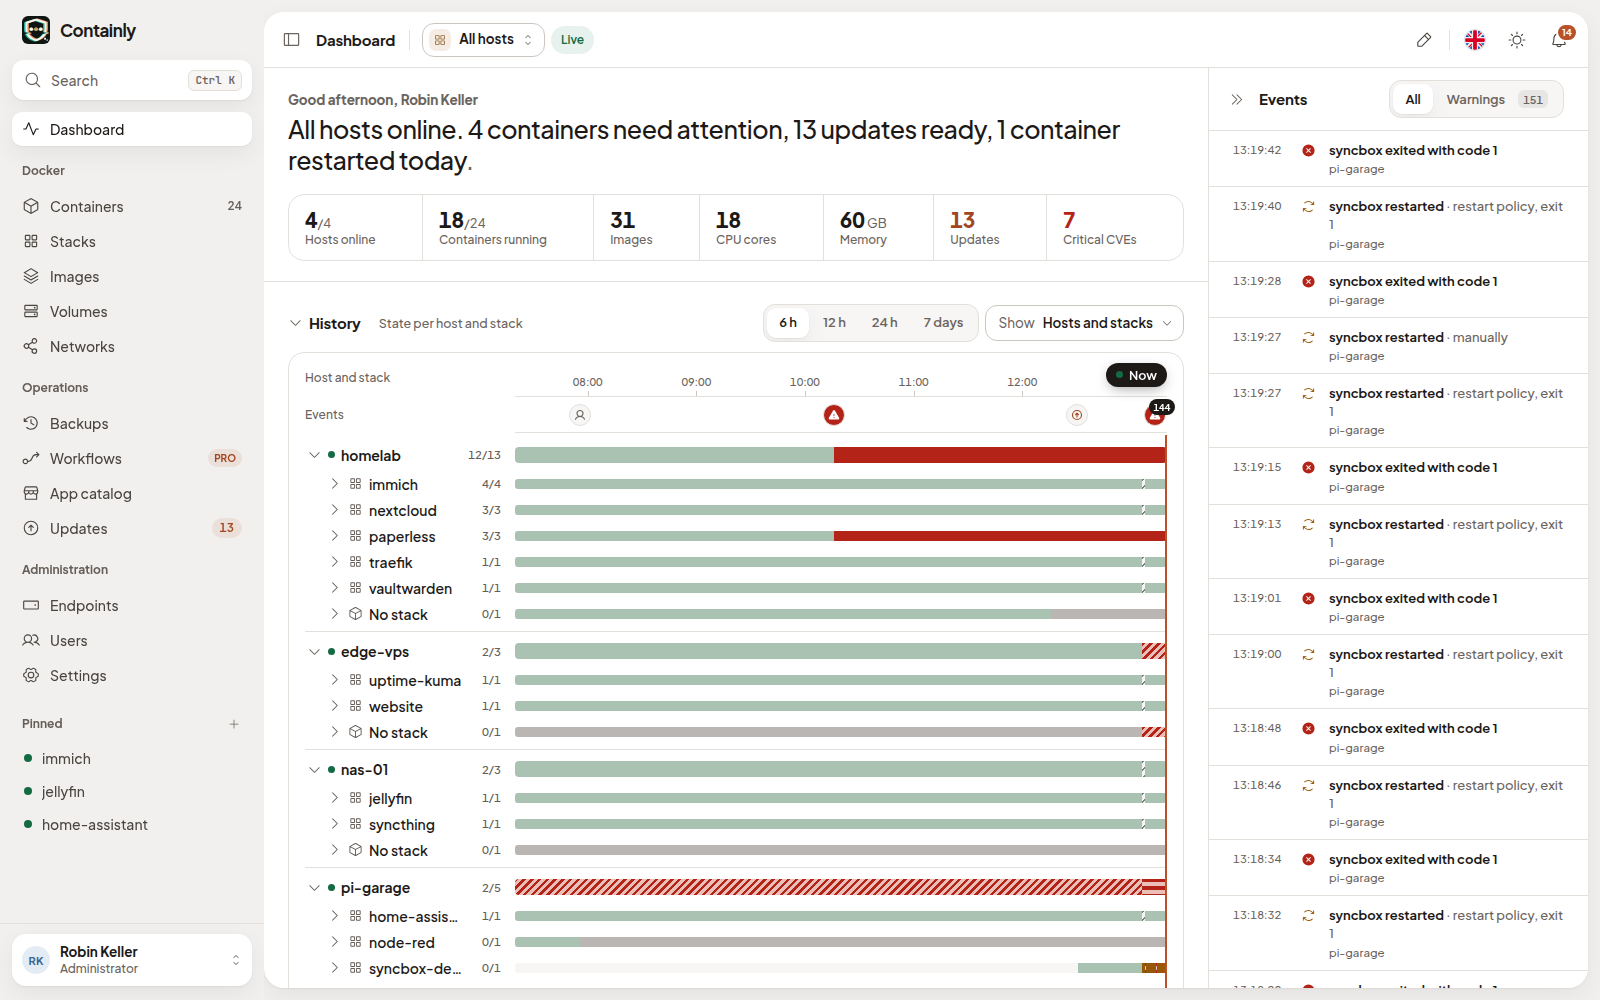 Containly
Search
Ctrl K
Dashboard
Docker
Containers 24
Stacks
Images
Volumes
Networks
Operations
Backups
Workflows PRO
App catalog
Updates 13
Administration
Endpoints
Users
Settings
Pinned
immich
jellyfin
home-assistant
RK
Robin Keller
Administrator
Dashboard
All hosts
Live
14
Good afternoon, Robin Keller
All hosts online. 4 containers need attention, 13 updates ready, 1 container
restarted today.
4/4
Hosts online
18/24
Containers running
31
Images
18
CPU cores
60 GB
Memory
13
Updates
7
Critical CVEs
History
State per host and stack
6 h 12 h 24 h 7 days
Show Hosts and stacks
Host and stack
08:00 09:00 10:00 11:00 12:00
Now
Events
144
homelab 12/13
immich 4/4
nextcloud 3/3
paperless 3/3
traefik 1/1
vaultwarden 1/1
No stack 0/1
edge-vps 2/3
uptime-kuma 1/1
website 1/1
No stack 0/1
nas-01 2/3
jellyfin 1/1
syncthing 1/1
No stack 0/1
pi-garage 2/5
home-assis... 1/1
node-red 0/1
syncbox-de... 0/1
Events
All
Warnings 151
13:19:42 syncbox exited with code 1
pi-garage
13:19:40 syncbox restarted · restart policy, exit
1
pi-garage
13:19:28 syncbox exited with code 1
pi-garage
13:19:27 syncbox restarted · manually
pi-garage
13:19:27 syncbox restarted · restart policy, exit
1
pi-garage
13:19:15 syncbox exited with code 1
pi-garage
13:19:13 syncbox restarted · restart policy, exit
1
pi-garage
13:19:01 syncbox exited with code 1
pi-garage
13:19:00 syncbox restarted · restart policy, exit
1
pi-garage
13:18:48 syncbox exited with code 1
pi-garage
13:18:46 syncbox restarted · restart policy, exit
1
pi-garage
13:18:34 syncbox exited with code 1
pi-garage
13:18:32 syncbox restarted · restart policy, exit
1
pi-garage